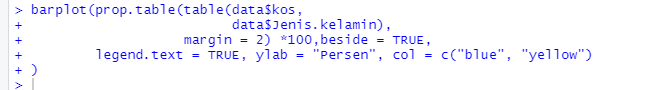 > barplot(prop.table(table(data$kos,
+                          data$Jenis.kelamin),
+                    margin = 2) *100,beside = TRUE,
+         legend.text = TRUE, ylab = "Persen", col = c("blue", "yellow")
+ )
>